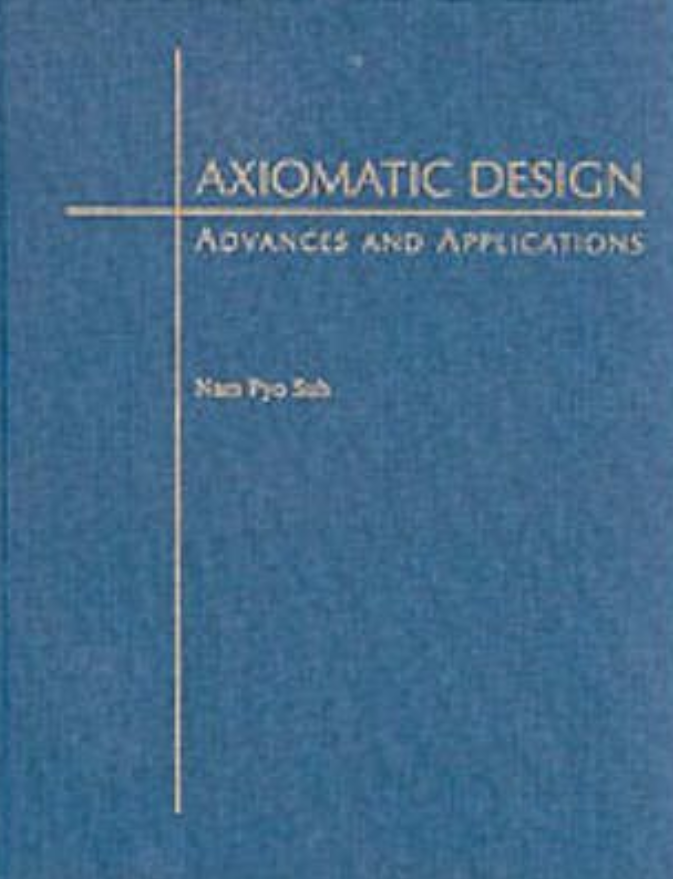 AXIOMATIC DESIGN
ADVANCES AND APPLICATIONS
Nam Pyo Suh